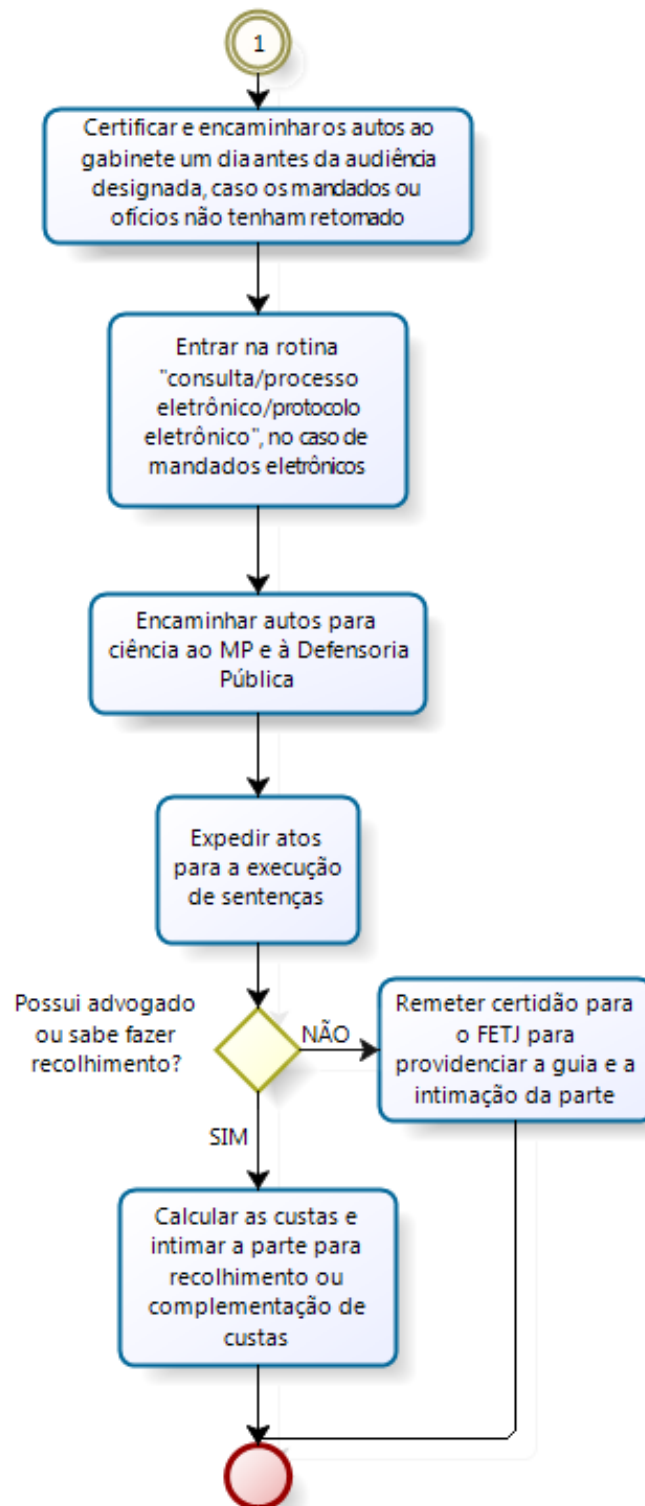 1
Certificar e encaminhar os autos ao
gabinete um dia antes da audiência
designada, caso os mandados ou
ofícios não tenham retornado
Entrar na rotina
"consulta/processo
eletrônico/protocolo
eletrônico", no caso de
mandados eletrônicos
Encaminhar autos para
ciência ao MP e à Defensoria
Pública
Expedir atos
para a execução
de sentenças
Possui advogado
ou sabe fazer
recolhimento?
NÃO
Remeter certidão para
o FETJ para
providenciar a guia e a
intimação da parte
SIM
Calcular as custas e
intimar a parte para
recolhimento ou
complementação de
custas